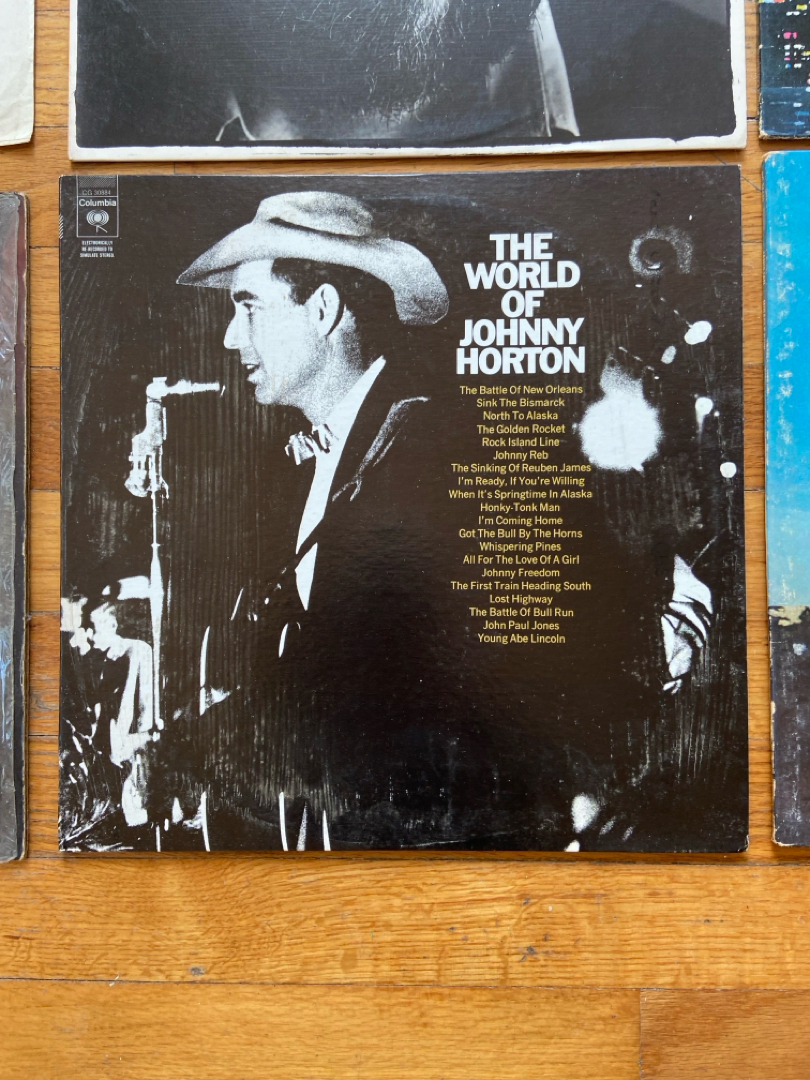 CG 30884
Columbia
ELECTRONICALLY
RE-RECORDED TO
SIMULATE STEREO.
THE
WORLD
OF
JOHNNY
HORTON
The Battle Of New Orleans
Sink The Bismarck
North To Alaska
The Golden Rocket
Rock Island Line
Johnny Reb
The Sinking Of Reuben James
I'm Ready, If You're Willing
When It's Springtime In Alaska
Honky-Tonk Man
I'm Coming Home
Got The Bull By The Horns
Whispering Pines
All For The Love Of A Girl
Johnny Freedom
The First Train Heading South
Lost Highway
The Battle Of Bull Run
John Paul Jones
Young Abe Lincoln